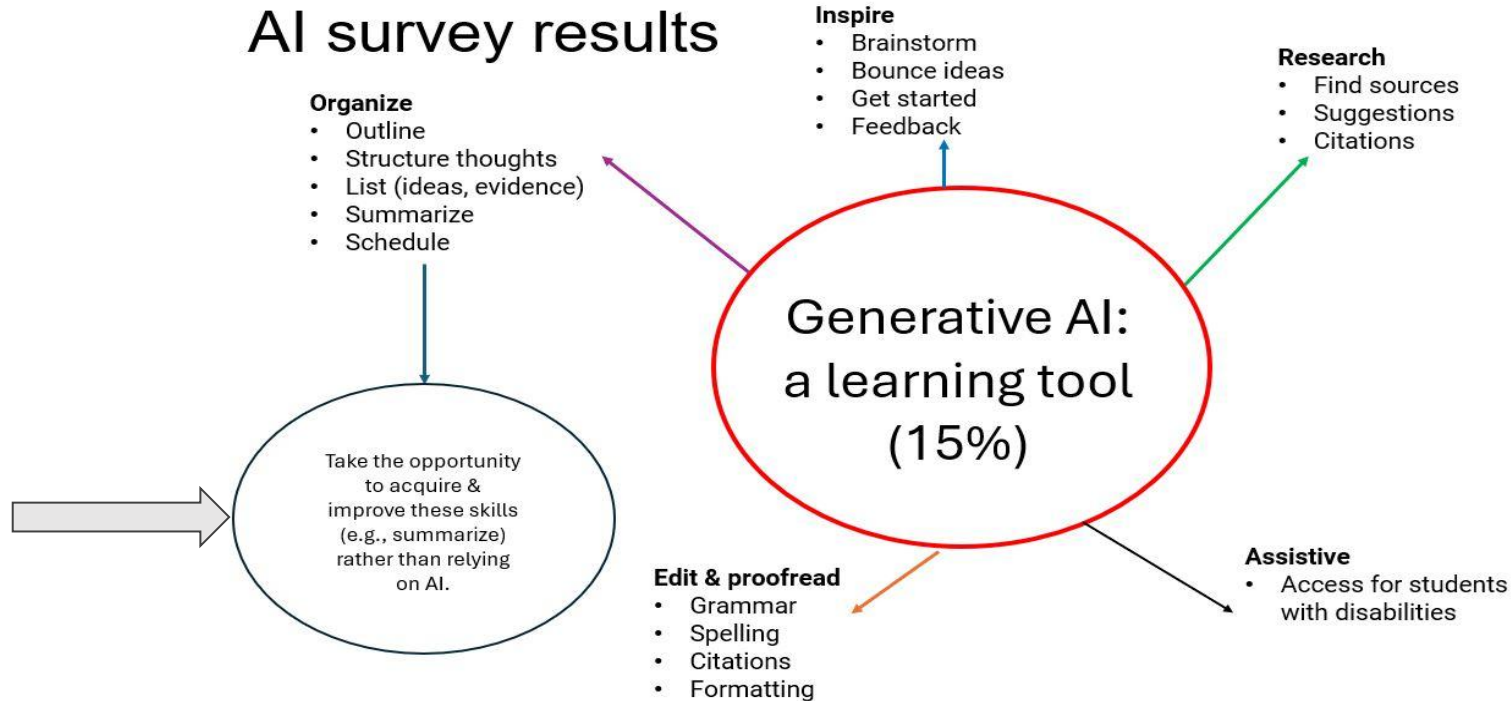 AI survey results
Organize
• Outline
• Structure thoughts
• List (ideas, evidence)
• Summarize
• Schedule
Inspire
• Brainstorm
• Bounce ideas
• Get started
• Feedback
Research
• Find sources
• Suggestions
• Citations
Generative AI:
a learning tool
(15%)
Take the opportunity
to acquire &
improve these skills
(e.g., summarize)
rather than relying
on AI.
Edit & proofread
• Grammar
• Spelling
• Citations
• Formatting
Assistive
• Access for students
with disabilities